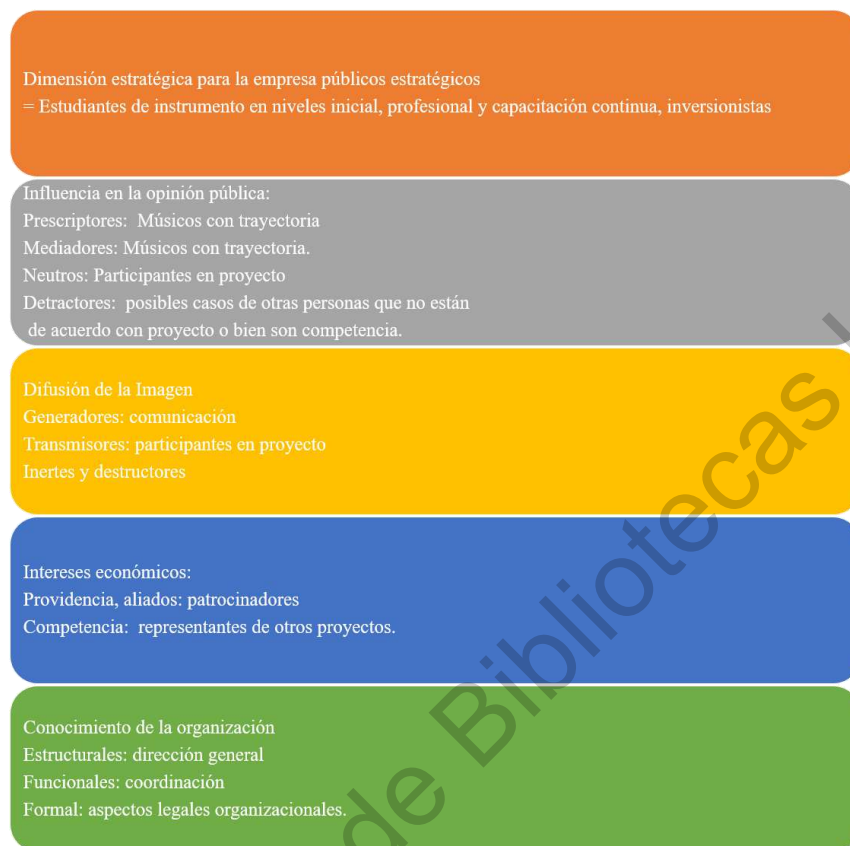 Dimensión estratégica para la empresa públicos estratégicos
= Estudiantes de instrumento en niveles inicial, profesional y capacitación continua, inversionistas
Influencia en la opinión pública:
Prescriptores: Músicos con trayectoria
Mediadores: Músicos con trayectoria.
Neutros: Participantes en proyecto
Detractores: posibles casos de otras personas que no están
de acuerdo con proyecto o bien son competencia.
Difusión de la Imagen
Generadores: comunicación
Transmisores: participantes en proyecto
Inertes y destructores
Intereses económicos:
Providencia, aliados: patrocinadores
Competencia: representantes de otros proyectos.
Conocimiento de la organización
Estructurales: dirección general
Funcionales: coordinación
Formal: aspectos legales organizacionales.
de Bibliotecas